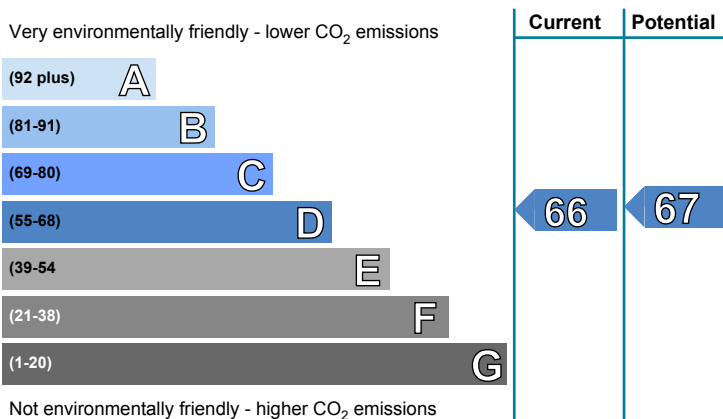 Current Potential
Very environmentally friendly - lower CO2 emissions
(92 plus) A
(81-91) B
(69-80) C
(55-68) D 66 67
(39-54 E
(21-38) F
(1-20) G
Not environmentally friendly - higher CO2 emissions